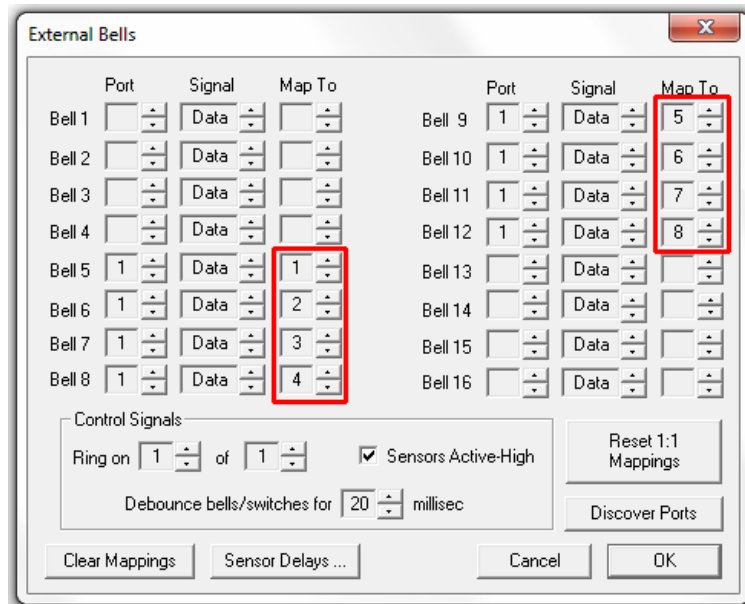 External Bells
Port Signal Map To Port Signal Map To
Bell 1 Data Bell 9 1 Data 5
Bell 2 Data Bell 10 1 Data 6
Bell 3 Data Bell 11 1 Data 7
Bell 4 Data Bell 12 1 Data 8
Bell 5 1 Data 1 Bell 13 Data
Bell 6 1 Data 2 Bell 14 Data
Bell 7 1 Data 3 Bell 15 Data
Bell 8 1 Data 4 Bell 16 Data
Control Signals
Ring on 1 of 1 Sensors Active-High
Debounce bells/switches for 20 millisec
Reset 1:1
Mappings
Discover Ports
Clear Mappings Sensor Delays ... Cancel OK